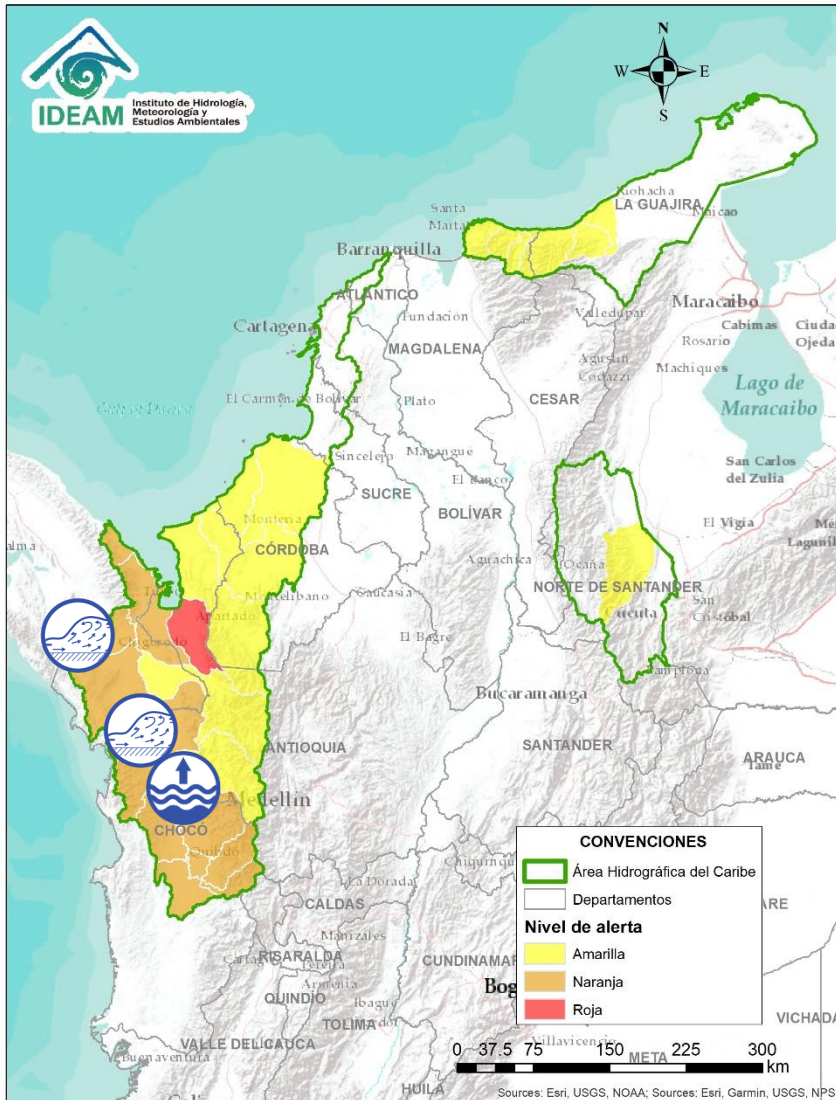 IDEAM
Instituto de Hidrología,
Meteorología y
Estudios Ambientales
N
W E
S
Riohacha
LA GUAJIRA
Maicao
Santa
Barranquilla
ATLÁNTICO
Maracaibo
Cabimas
Fundación
Valledupar
Cartagena
Rosario
Ojeda
MAGDALENA
Machiques
Agustín
Codazzi
Lago de
Maracaibo
CESAR
El Carmen de Bolívar
Plato
Sincelejo
Magangué
San Carlos
del Zulia
El Banco
SUCRE
BOLÍVAR
Montería
El Vigía
CÓRDOBA
Aguachica
Ocaña
NORTE DE SANTANDER
Montelíbano
Caucasia
Apartadó
Cúcuta
San
Cristóbal
El Bagre
Pamplona
Bucaramanga
ANTIOQUIA
SANTANDER
ARAUCA
Tame
Medellín
CHOCÓ
Quibdó
La Dorada
CALDAS
Manizales
RISARALDA
Pereira
Armenia
QUINDÍO
Ibagué
TOLIMA
VALLE DEL CAUCA
Buenaventura
HUILA
Villavicencio
META
VICHADA
CONVENCIONES
Área Hidrográfica del Caribe
Departamentos
Nivel de alerta
Amarilla
Naranja
Roja
0 37.5 75 150 225 300
km
Sources: Esri, USGS, NOAA; Sources: Esri, Garmin, USGS, NPS